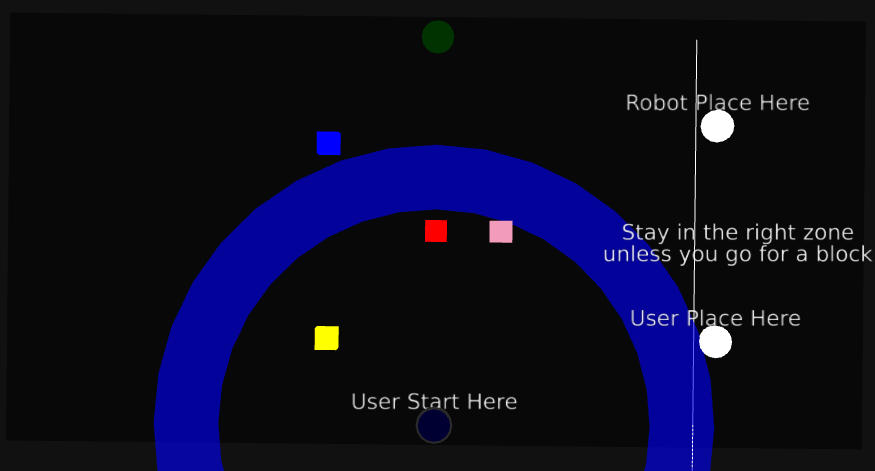 Robot Place Here
Stay in the right zone
unless you go for a block
User Place Here
User Start Here